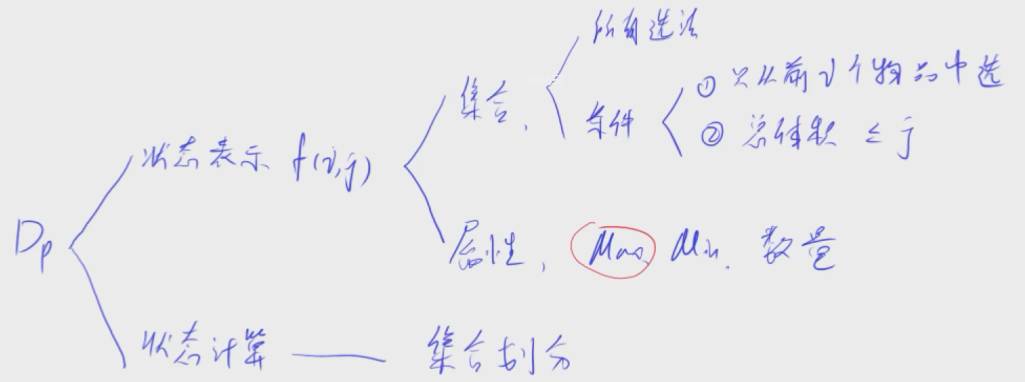 所有选法
集合.
条件
① 只从前i个物品中选
② 总体积 ≤ j
状态表示 f(i,j)
Dp
属性, Max Min. 数量
状态计算 —— 集合划分